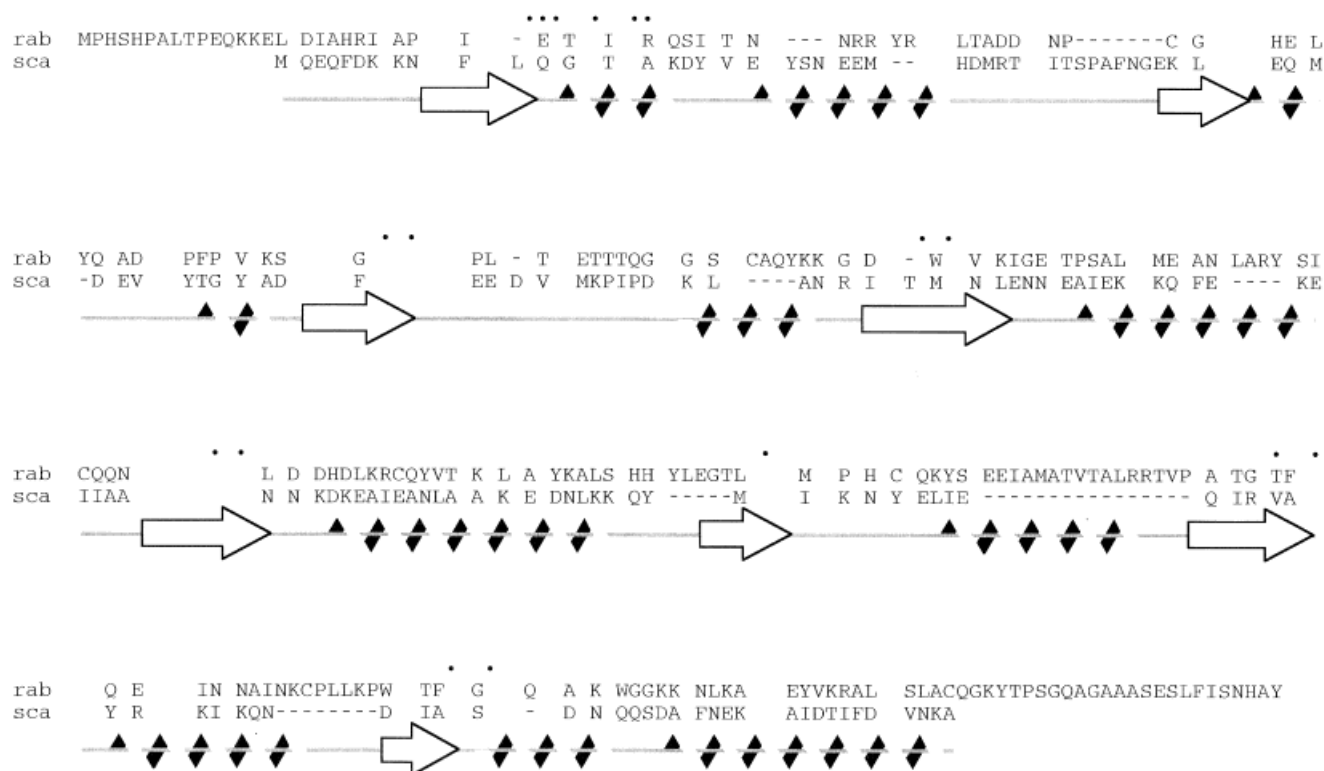 rab MPHSHPALTPEQKKEL DIAHRI AP I - E T I R QSI T N --- NRR YR LTADD NP-------C G HE L
sca M QEQFDK KN F L Q G T A KDY V E YSN EEM -- HDMRT ITSPAFNGEK L EQ M
rab YQ AD PFP V KS G PL - T ETTTQG G S CAQYKK G D - W V KIGET PSAL ME AN LARY SI
sca -D EV YTG Y AD F EE D V MKPIPD K L ----AN R I T M N LENN EAIEK KQ FE ---- KE
rab CQQN L D DHDLKRCQYVT K L A YKALS HH YLEGTL M P H C QKYS EEIAMATVTALRRTVP A TG TF
sca IIAA N N KDKEAIEANLA A K E DNLKK QY -----M I K N Y ELIE --------------- Q IR VA
rab Q E IN NAINKCPLLKPW TF G Q A K WGGKK NLKA EYVKRAL SLACQGKYTPSGQAGAAASESLFISNHAY
sca Y R KI KQN--------D IA S - D N QQSDA FNEK AIDTIFD VNKA